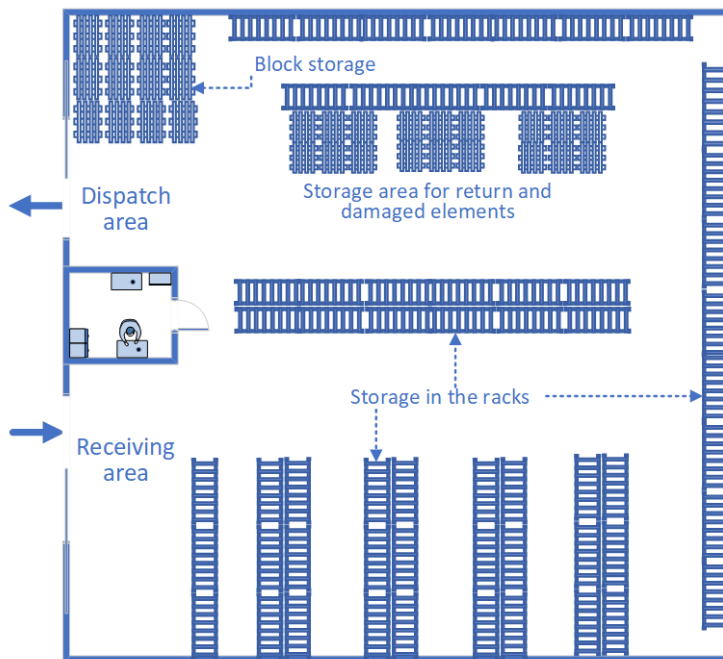 Block storage
Storage area for return and
damaged elements
Dispatch
area
Storage in the racks
Receiving
area